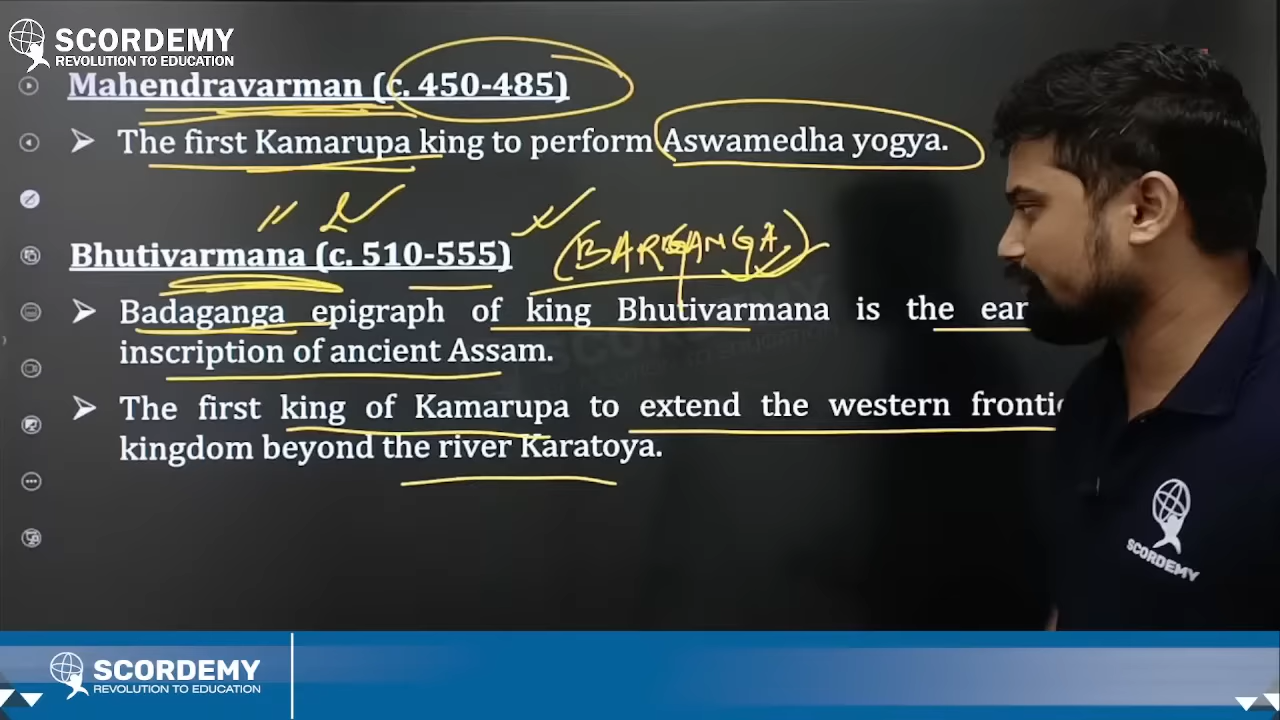 SCORDEMY
REVOLUTION TO EDUCATION
Mahendravarman (c. 450-485)
➤ The first Kamarupa king to perform Aswamedha yogya.
Bhutivarmana (c. 510-555) (BARGANGA)
➤ Badaganga epigraph of king Bhutivarmana is the ear
inscription of ancient Assam.
➤ The first king of Kamarupa to extend the western fronti
kingdom beyond the river Karatoya.
SCORDEMY
SCORDEMY
REVOLUTION TO EDUCATION